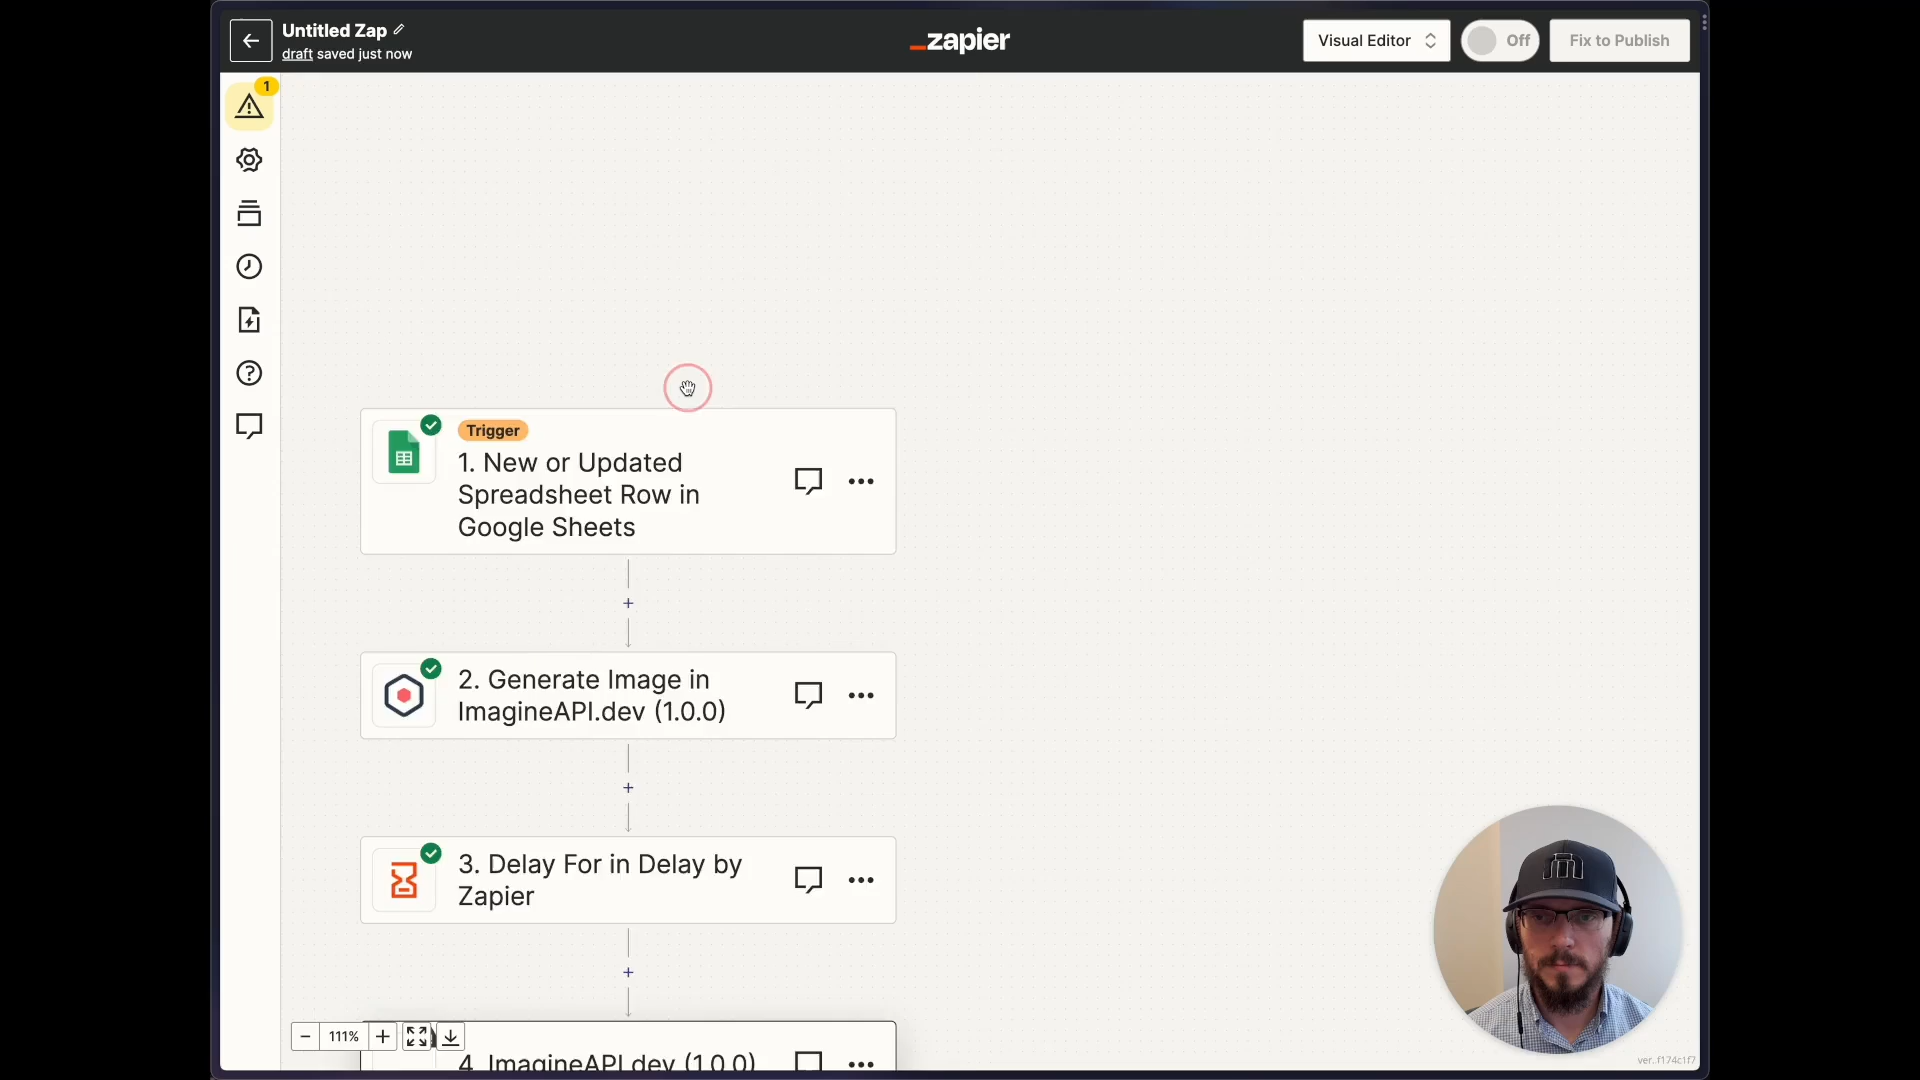 Untitled Zap
draft saved just now
zapier
Visual Editor
Off
Fix to Publish
1
Trigger
1. New or Updated
Spreadsheet Row in
Google Sheets
+
2. Generate Image in
ImagineAPI.dev (1.0.0)
+
3. Delay For in Delay by
Zapier
+
− 111% +
4. ImagineAPI.dev (1.0.0)
ver. f174c1f7